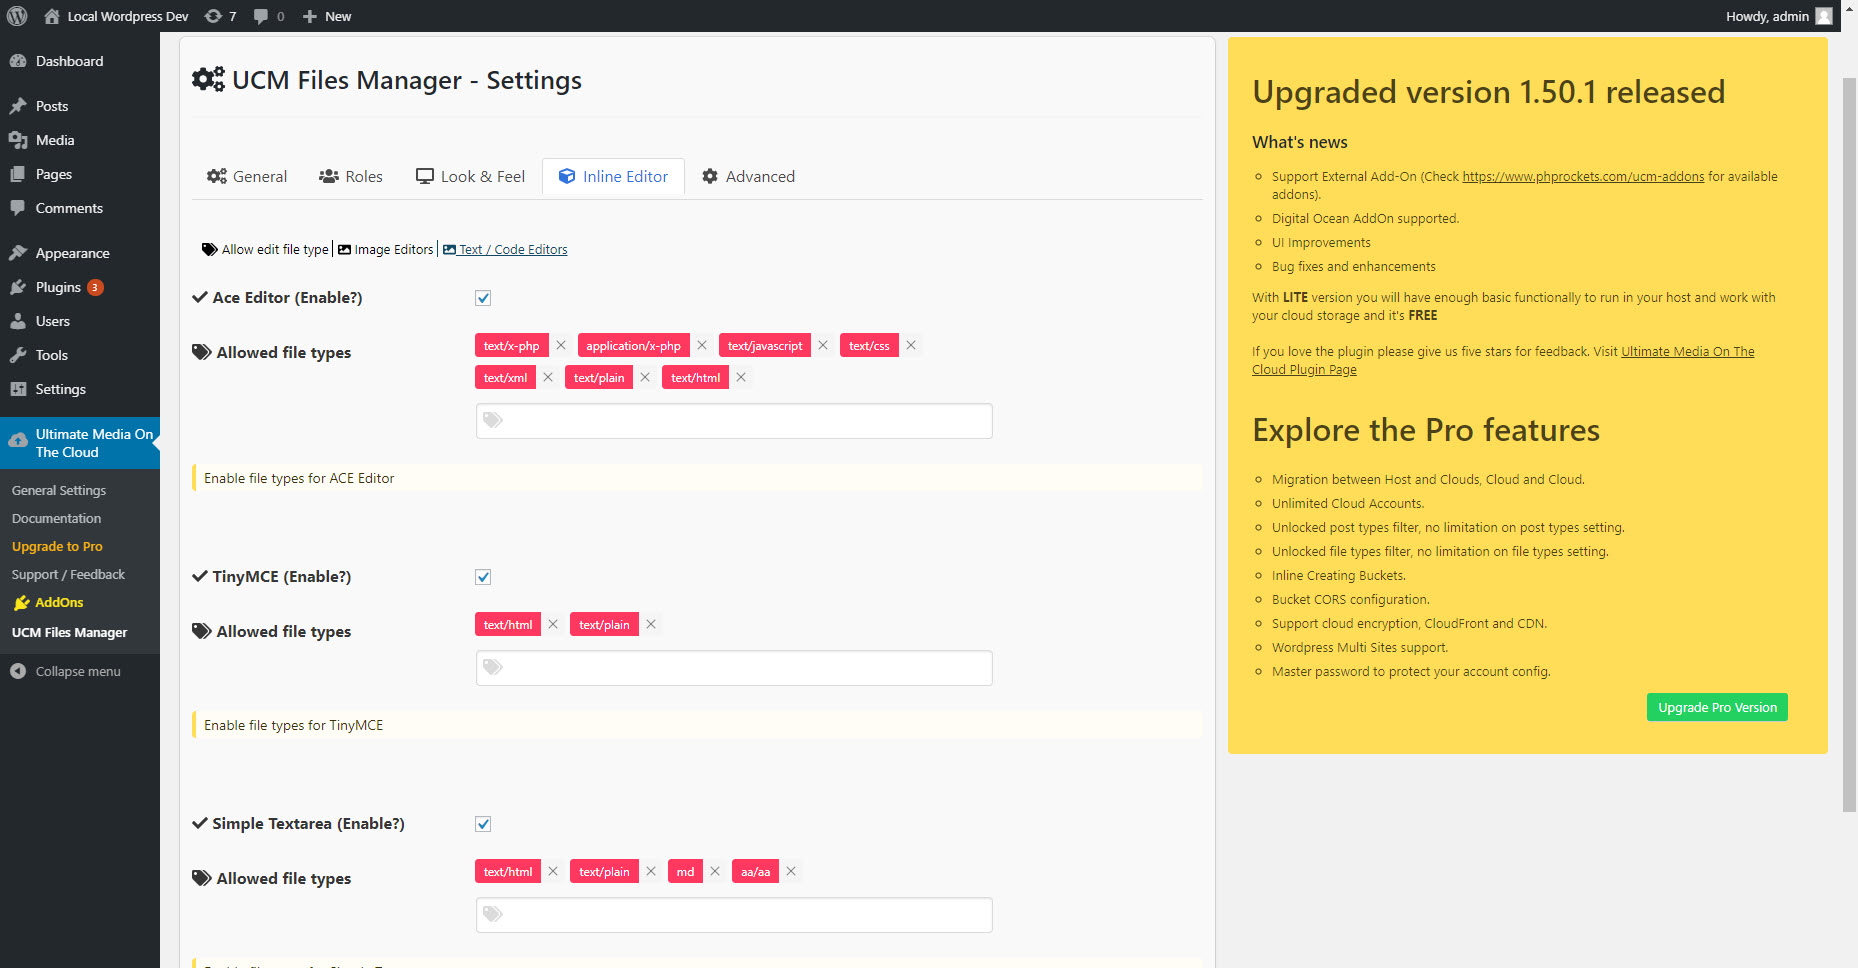 Local Wordpress Dev 7 0 New Howdy, admin
Dashboard
Posts
Media
Pages
Comments
Appearance
Plugins 3
Users
Tools
Settings
Ultimate Media On
The Cloud
General Settings
Documentation
Upgrade to Pro
Support / Feedback
AddOns
UCM Files Manager
Collapse menu
UCM Files Manager - Settings
General Roles Look & Feel Inline Editor Advanced
Allow edit file type | Image Editors | Text / Code Editors
Ace Editor (Enable?)
Allowed file types
text/x-php × application/x-php × text/javascript × text/css ×
text/xml × text/plain × text/html ×
Enable file types for ACE Editor
TinyMCE (Enable?)
Allowed file types
text/html × text/plain ×
Enable file types for TinyMCE
Simple Textarea (Enable?)
Allowed file types
text/html × text/plain × md × aa/aa ×
Upgraded version 1.50.1 released
What's news
Support External Add-On (Check https://www.phprockets.com/ucm-addons for available
addons).
Digital Ocean AddOn supported.
UI Improvements
Bug fixes and enhancements
With LITE version you will have enough basic functionally to run in your host and work with
your cloud storage and it's FREE
If you love the plugin please give us five stars for feedback. Visit Ultimate Media On The
Cloud Plugin Page
Explore the Pro features
Migration between Host and Clouds, Cloud and Cloud.
Unlimited Cloud Accounts.
Unlocked post types filter, no limitation on post types setting.
Unlocked file types filter, no limitation on file types setting.
Inline Creating Buckets.
Bucket CORS configuration.
Support cloud encryption, CloudFront and CDN.
Wordpress Multi Sites support.
Master password to protect your account config.
Upgrade Pro Version